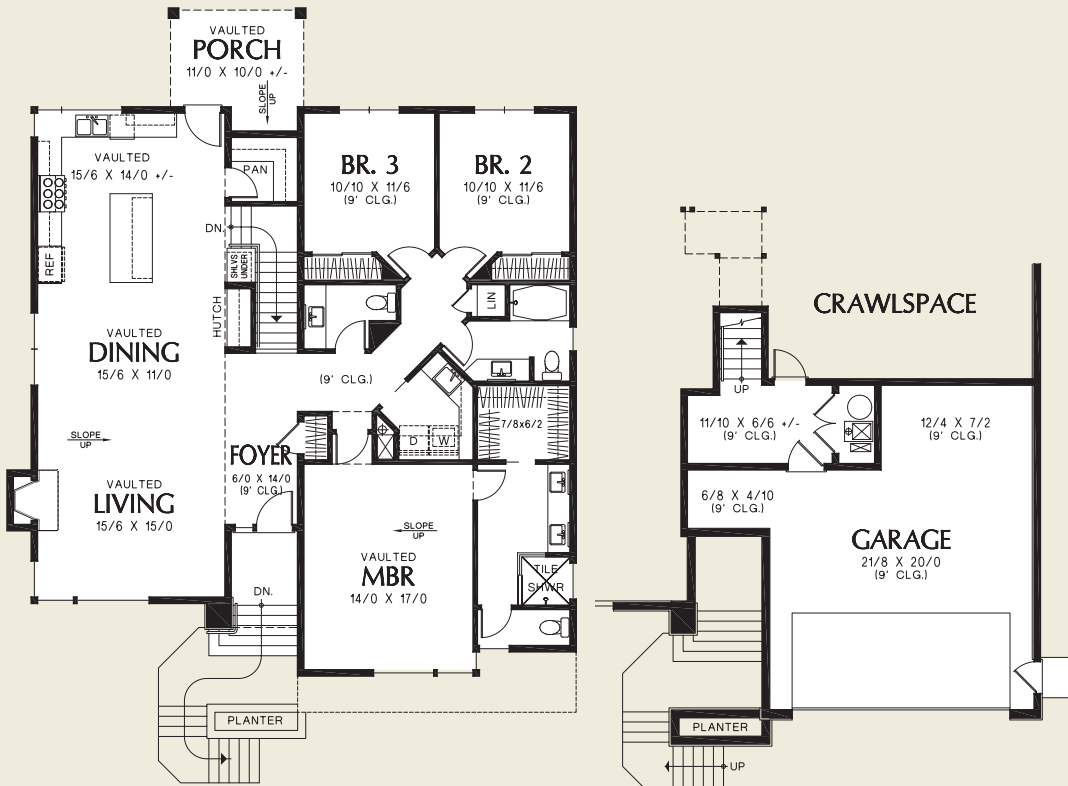 VAULTED
PORCH
11/0 X 10/0 +/-
SLOPE
UP
VAULTED
15/6 X 14/0 +/-
PAN
BR. 3
10/10 X 11/6
(9' CLG.)
BR. 2
10/10 X 11/6
(9' CLG.)
DN.
REF
SHLVS
UNDER
HUTCH
LIN
VAULTED
DINING
15/6 X 11/0
(9' CLG.)
SLOPE
UP
D
W
7/8x6/2
FOYER
6/0 X 14/0
(9' CLG.)
VAULTED
LIVING
15/6 X 15/0
SLOPE
UP
VAULTED
MBR
14/0 X 17/0
TILE
SHWR
DN.
PLANTER
CRAWLSPACE
UP
11/10 X 6/6 +/-
(9' CLG.)
12/4 X 7/2
(9' CLG.)
6/8 X 4/10
(9' CLG.)
GARAGE
21/8 X 20/0
(9' CLG.)
PLANTER
UP